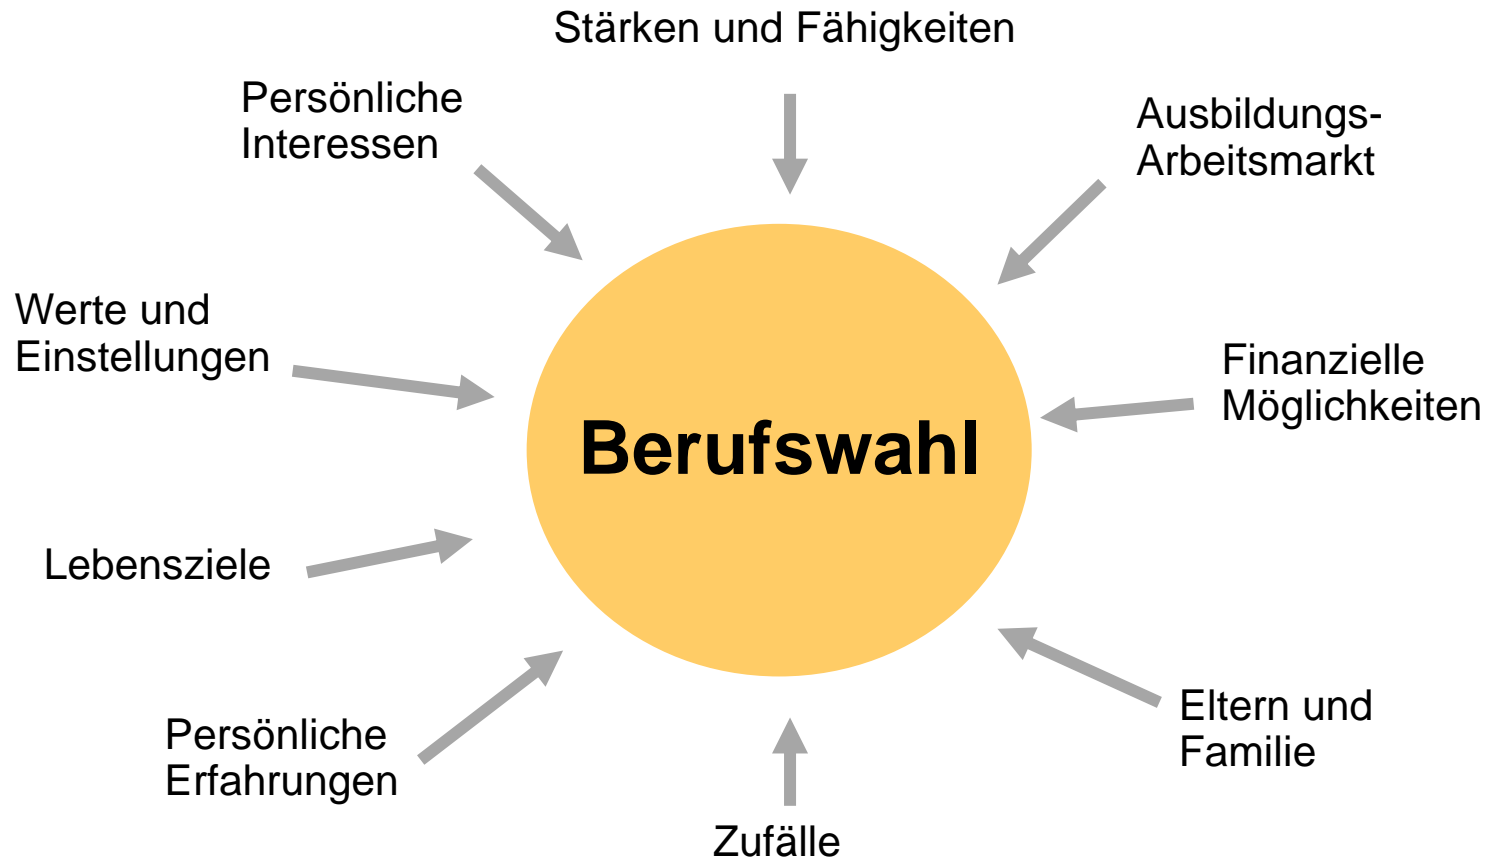 Stärken und Fähigkeiten
Persönliche
Interessen
Ausbildungs-
Arbeitsmarkt
Werte und
Einstellungen
Finanzielle
Möglichkeiten
Berufswahl
Lebensziele
Eltern und
Familie
Persönliche
Erfahrungen
Zufälle